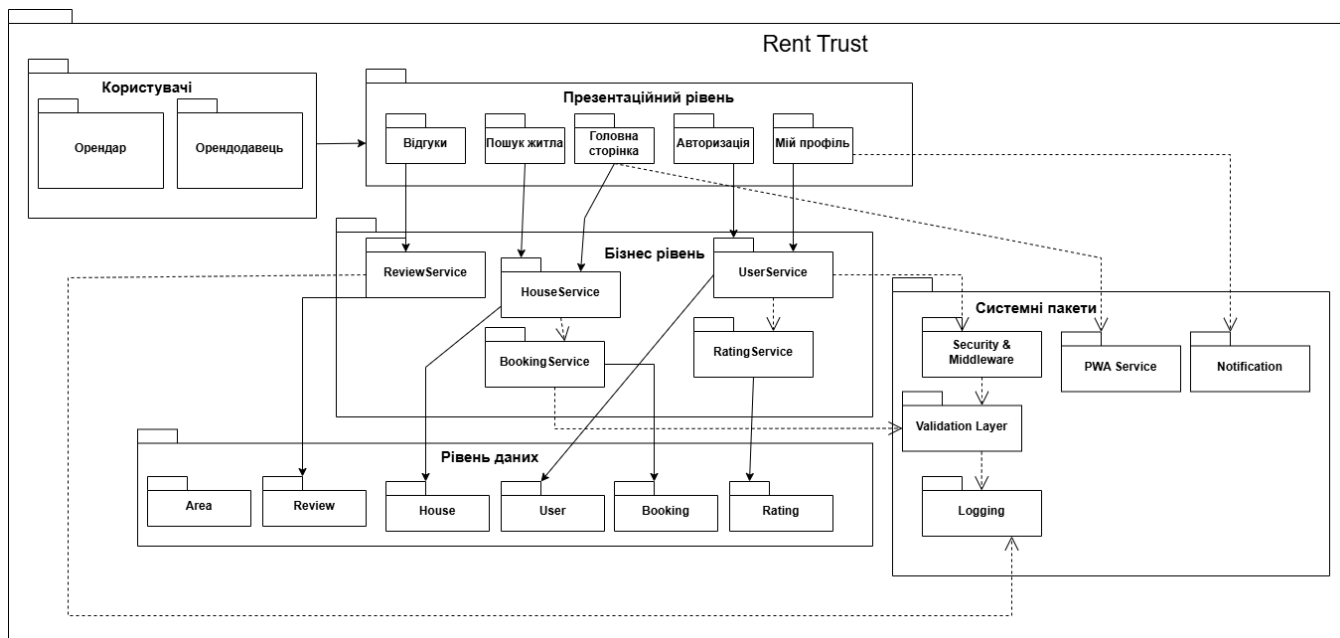 Rent Trust
Користувачі
Орендар
Орендодавець
Презентаційний рівень
Відгуки
Пошук житла
Головна
сторінка
Авторизація
Мій профіль
Бізнес рівень
ReviewService
HouseService
UserService
BookingService
RatingService
Системні пакети
Security &
Middleware
PWA Service
Notification
Validation Layer
Logging
Рівень даних
Area
Review
House
User
Booking
Rating